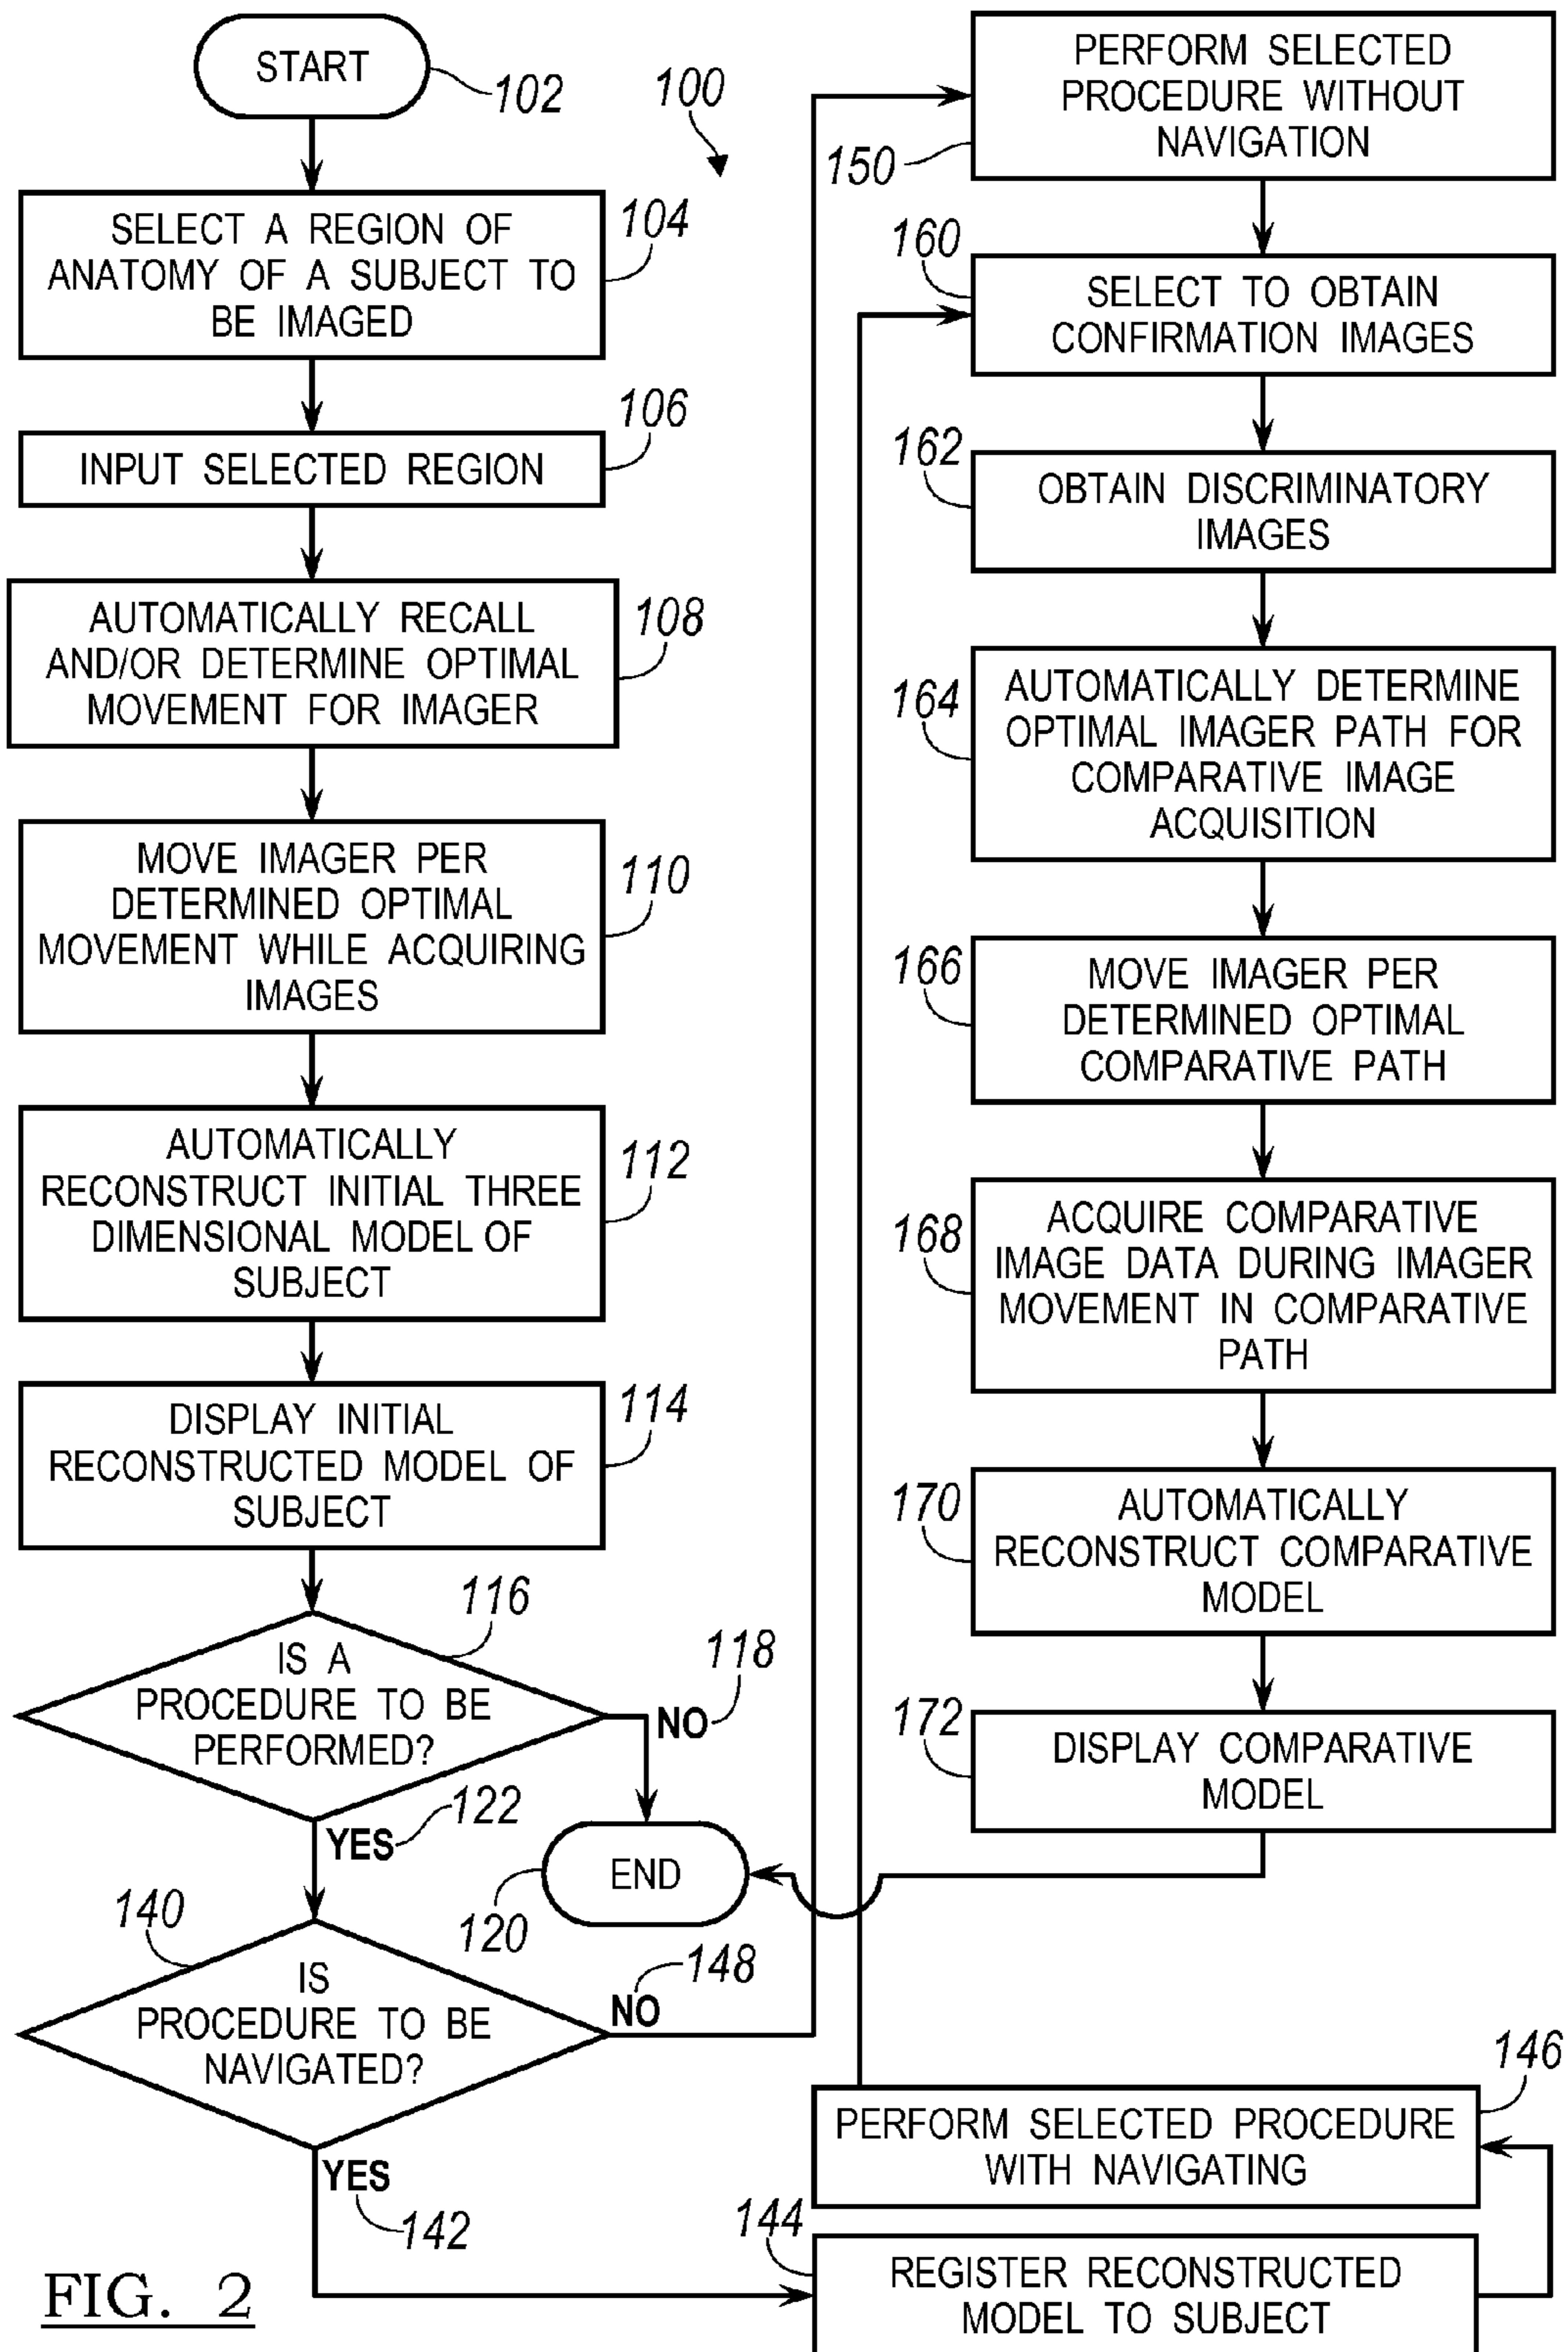 START
102
100
SELECT A REGION OF
ANATOMY OF A SUBJECT TO
BE IMAGED
104
INPUT SELECTED REGION
106
AUTOMATICALLY RECALL
AND/OR DETERMINE OPTIMAL
MOVEMENT FOR IMAGER
108
MOVE IMAGER PER
DETERMINED OPTIMAL
MOVEMENT WHILE ACQUIRING
IMAGES
110
AUTOMATICALLY
RECONSTRUCT INITIAL THREE
DIMENSIONAL MODEL OF
SUBJECT
112
DISPLAY INITIAL
RECONSTRUCTED MODEL OF
SUBJECT
114
IS A
PROCEDURE TO BE
PERFORMED?
116
NO
118
YES
122
END
120
IS
PROCEDURE TO BE
NAVIGATED?
140
NO
148
YES
142
REGISTER RECONSTRUCTED
MODEL TO SUBJECT
144
PERFORM SELECTED PROCEDURE
WITH NAVIGATING
146
PERFORM SELECTED
PROCEDURE WITHOUT
NAVIGATION
150
SELECT TO OBTAIN
CONFIRMATION IMAGES
160
OBTAIN DISCRIMINATORY
IMAGES
162
AUTOMATICALLY DETERMINE
OPTIMAL IMAGER PATH FOR
COMPARATIVE IMAGE
ACQUISITION
164
MOVE IMAGER PER
DETERMINED OPTIMAL
COMPARATIVE PATH
166
ACQUIRE COMPARATIVE
IMAGE DATA DURING IMAGER
MOVEMENT IN COMPARATIVE
PATH
168
AUTOMATICALLY
RECONSTRUCT COMPARATIVE
MODEL
170
DISPLAY COMPARATIVE
MODEL
172
FIG. 2